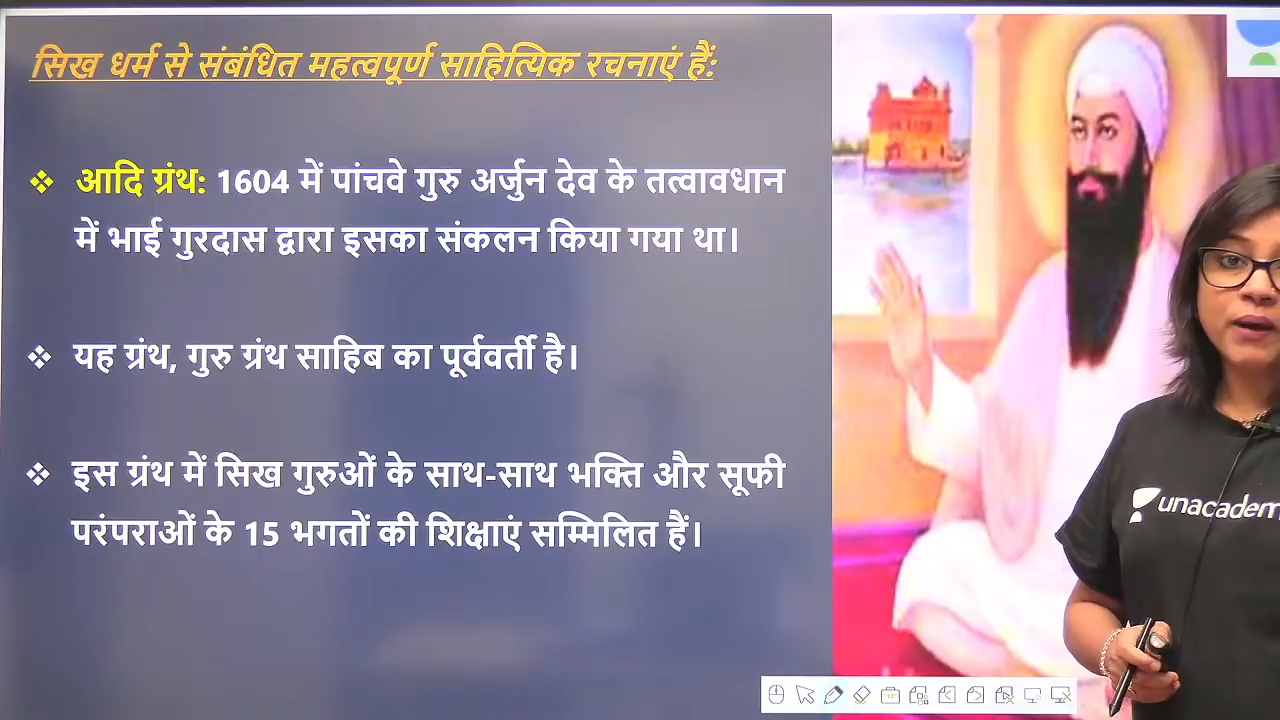 सिख धर्म से संबंधित महत्वपूर्ण साहित्यिक रचनाएं हैं:
❖ आदि ग्रंथ: 1604 में पांचवे गुरु अर्जुन देव के तत्वावधान
में भाई गुरदास द्वारा इसका संकलन किया गया था।
❖ यह ग्रंथ, गुरु ग्रंथ साहिब का पूर्ववर्ती है।
❖ इस ग्रंथ में सिख गुरुओं के साथ-साथ भक्ति और सूफी
परंपराओं के 15 भगतों की शिक्षाएं सम्मिलित हैं।
unacadem